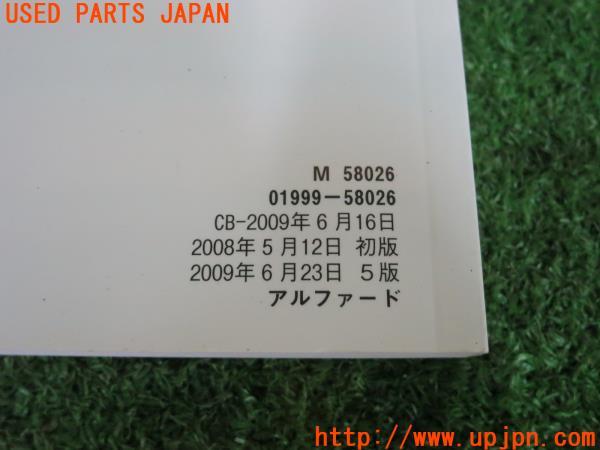 USED PARTS JAPAN
M 58026
01999-58026
CB-2009年6月16日
2008年5月12日 初版
2009年6月23日 5版
アルファード
http://www.upjpn.com